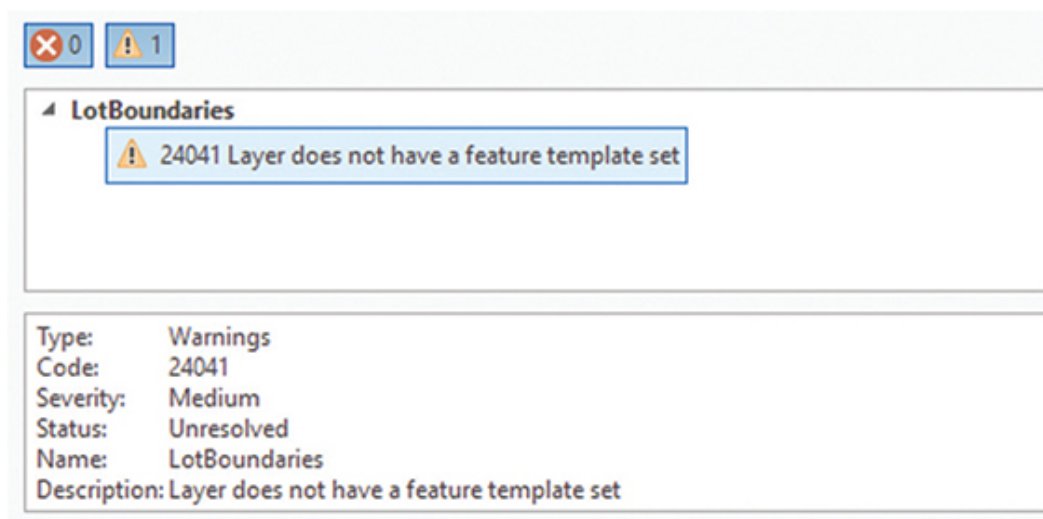 0 1
LotBoundaries
24041 Layer does not have a feature template set
Type: Warnings
Code: 24041
Severity: Medium
Status: Unresolved
Name: LotBoundaries
Description: Layer does not have a feature template set